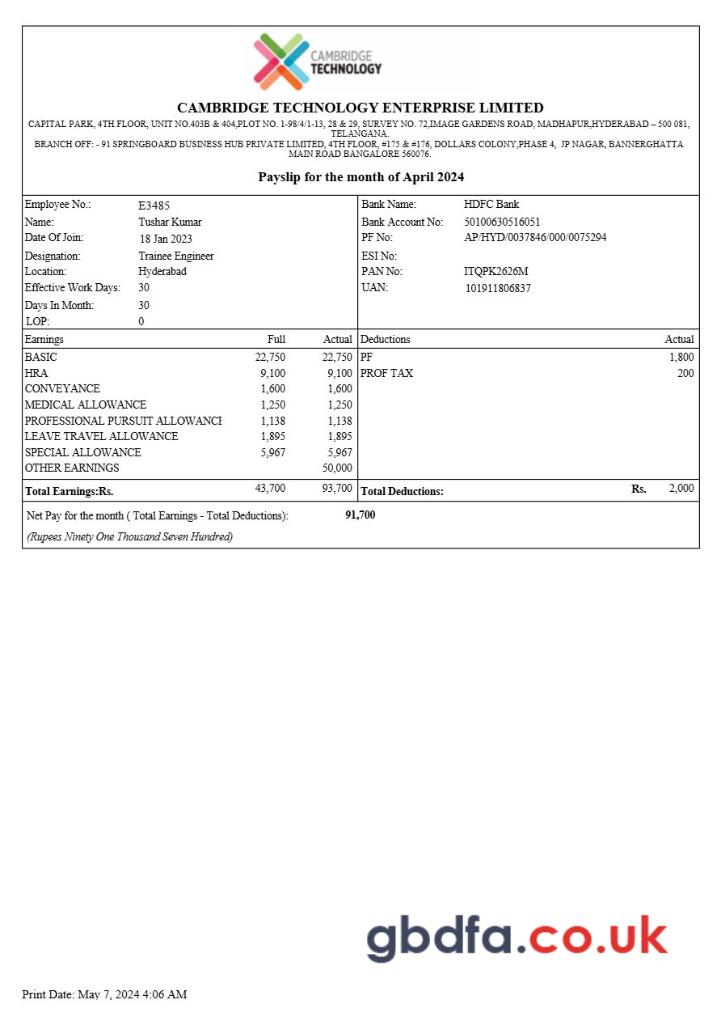 CAMBRIDGE
TECHNOLOGY
CAMBRIDGE TECHNOLOGY ENTERPRISE LIMITED
CAPITAL PARK, 4TH FLOOR, UNIT NO.403B & 404,PLOT NO. 1-98/4/1-13, 28 & 29, SURVEY NO. 72,IMAGE GARDENS ROAD, MADHAPUR,HYDERABAD – 500 081,
TELANGANA.
BRANCH OFF: - 91 SPRINGBOARD BUSINESS HUB PRIVATE LIMITED, 4TH FLOOR, #175 & #176, DOLLARS COLONY,PHASE 4, JP NAGAR, BANNERGHATTA
MAIN ROAD BANGALORE 560076.
Payslip for the month of April 2024
Employee No.: E3485 Bank Name: HDFC Bank
Name: Tushar Kumar Bank Account No: 50100630516051
Date Of Join: 18 Jan 2023 PF No: AP/HYD/0037846/000/0075294
Designation: Trainee Engineer ESI No:
Location: Hyderabad PAN No: ITQPK2626M
Effective Work Days: 30 UAN: 101911806837
Days In Month: 30
LOP: 0
Earnings Full Actual Deductions Actual
BASIC 22,750 22,750 PF 1,800
HRA 9,100 9,100 PROF TAX 200
CONVEYANCE 1,600 1,600
MEDICAL ALLOWANCE 1,250 1,250
PROFESSIONAL PURSUIT ALLOWANCE 1,138 1,138
LEAVE TRAVEL ALLOWANCE 1,895 1,895
SPECIAL ALLOWANCE 5,967 5,967
OTHER EARNINGS 50,000
Total Earnings:Rs. 43,700 93,700 Total Deductions: Rs. 2,000
Net Pay for the month ( Total Earnings - Total Deductions): 91,700
(Rupees Ninety One Thousand Seven Hundred)
gbdfa.co.uk
Print Date: May 7, 2024 4:06 AM